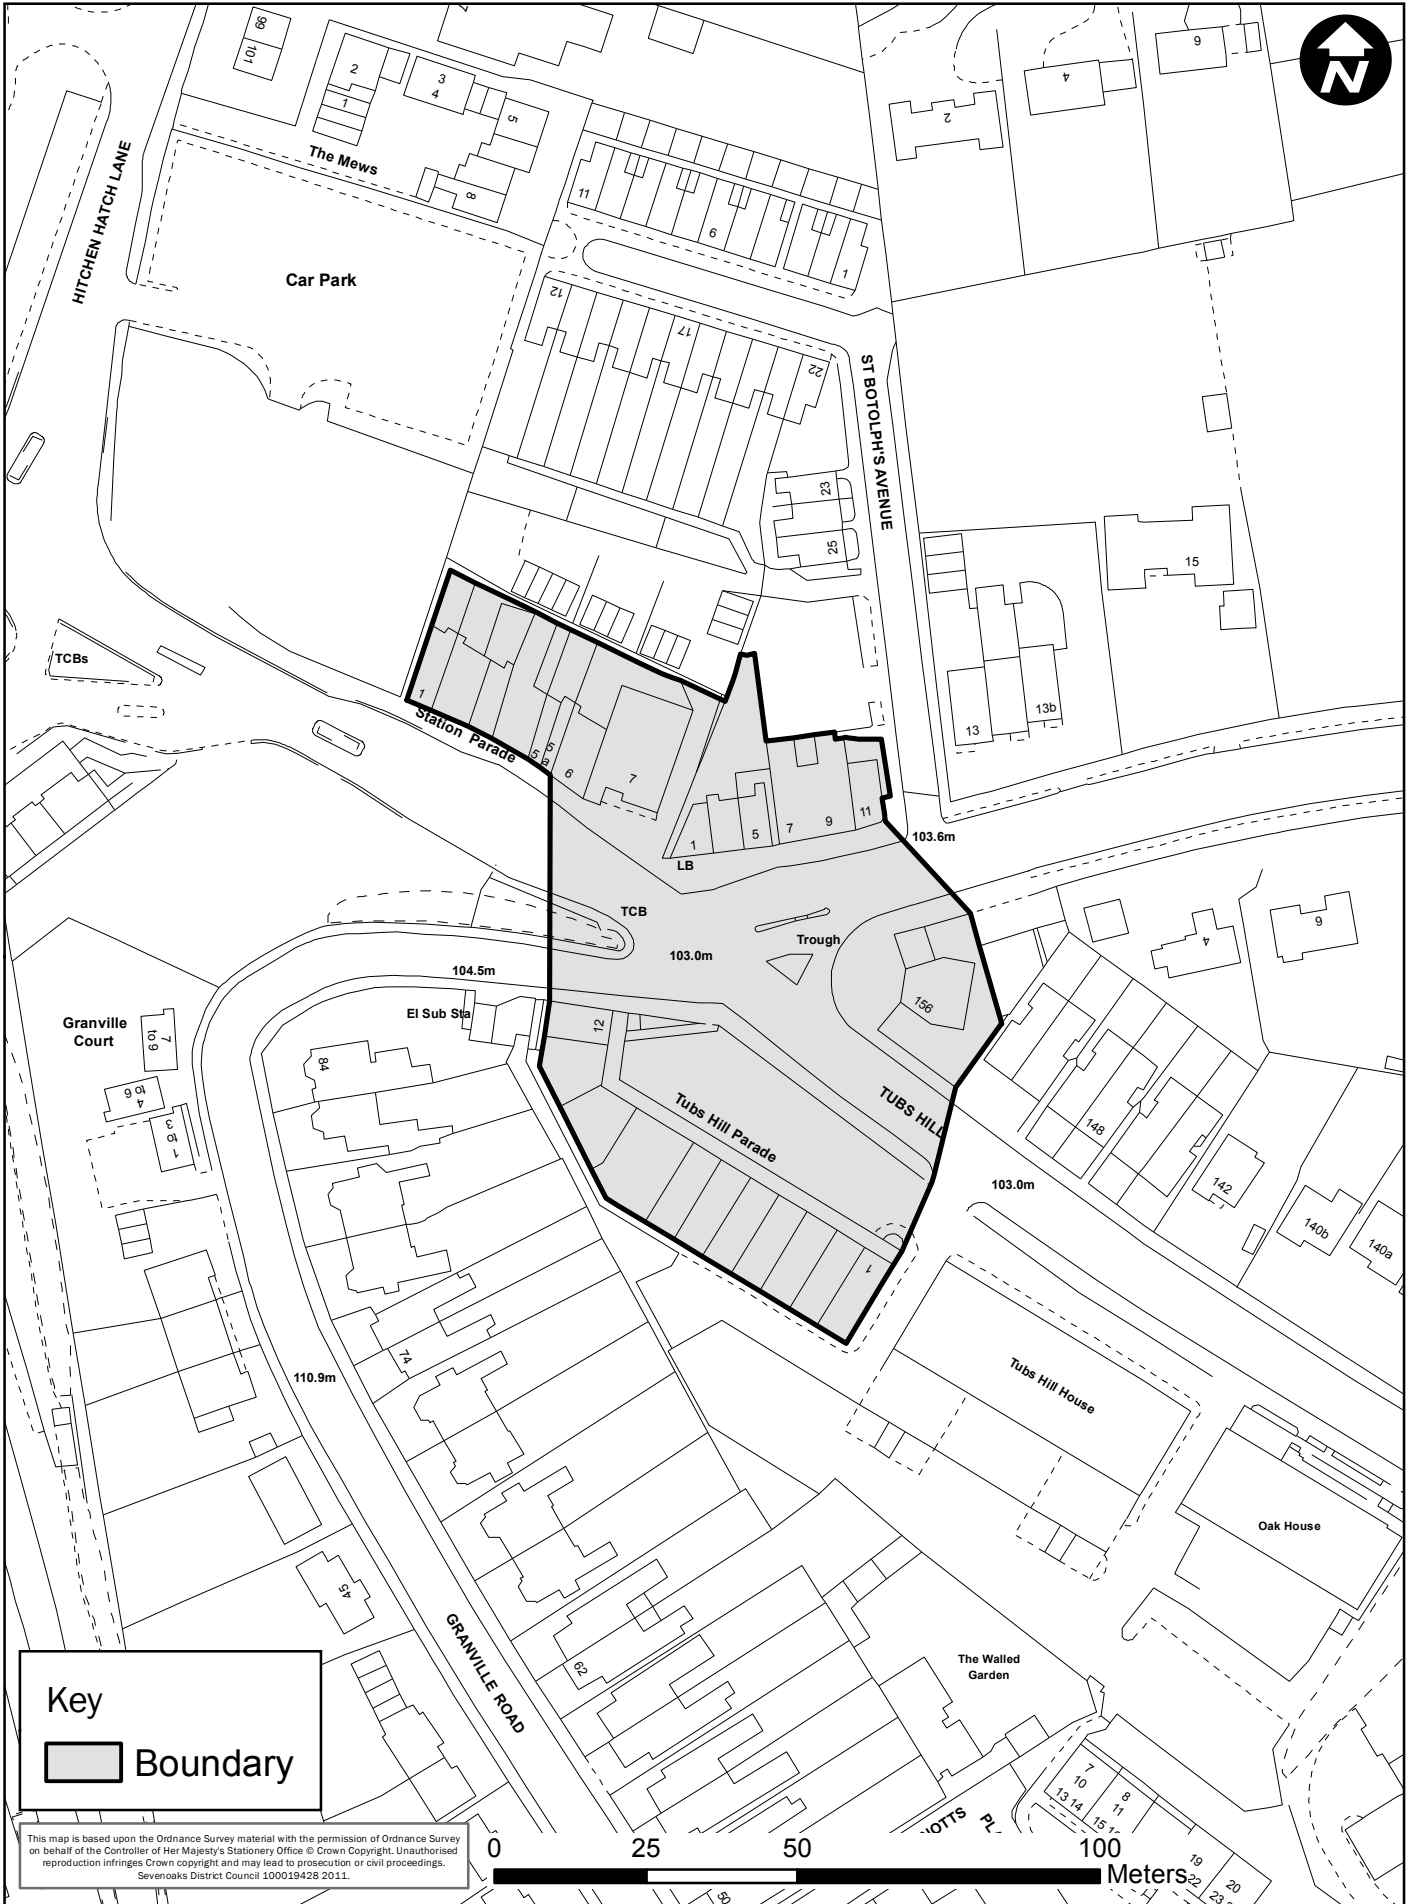 99
101
2
1
3
4
5
8
The Mews
HITCHEN HATCH LANE
Car Park
11
6
1
12
17
22
2
4
6
N
ST BOTOLPH'S AVENUE
23
25
15
13
13b
TCBs
1
Station Parade
5
5
a
6
7
1
5
7
9
11
LB
103.6m
TCB
Trough
103.0m
104.5m
156
4
6
El Sub Sta
12
Granville
Court
7
to 9
4
to 6
1
to 3
84
Tubs Hill Parade
TUBS HILL
148
142
140b
140a
103.0m
1
74
110.9m
Tubs Hill House
Oak House
45
GRANVILLE ROAD
62
The Walled
Garden
7
10
13 14
8
11
15
19
22
20
23
50
OTTS
PL
Key
Boundary
This map is based upon the Ordnance Survey material with the permission of Ordnance Survey
on behalf of the Controller of Her Majesty's Stationery Office © Crown Copyright. Unauthorised
reproduction infringes Crown copyright and may lead to prosecution or civil proceedings.
Sevenoaks District Council 100019428 2011.
0 25 50 100
Meters